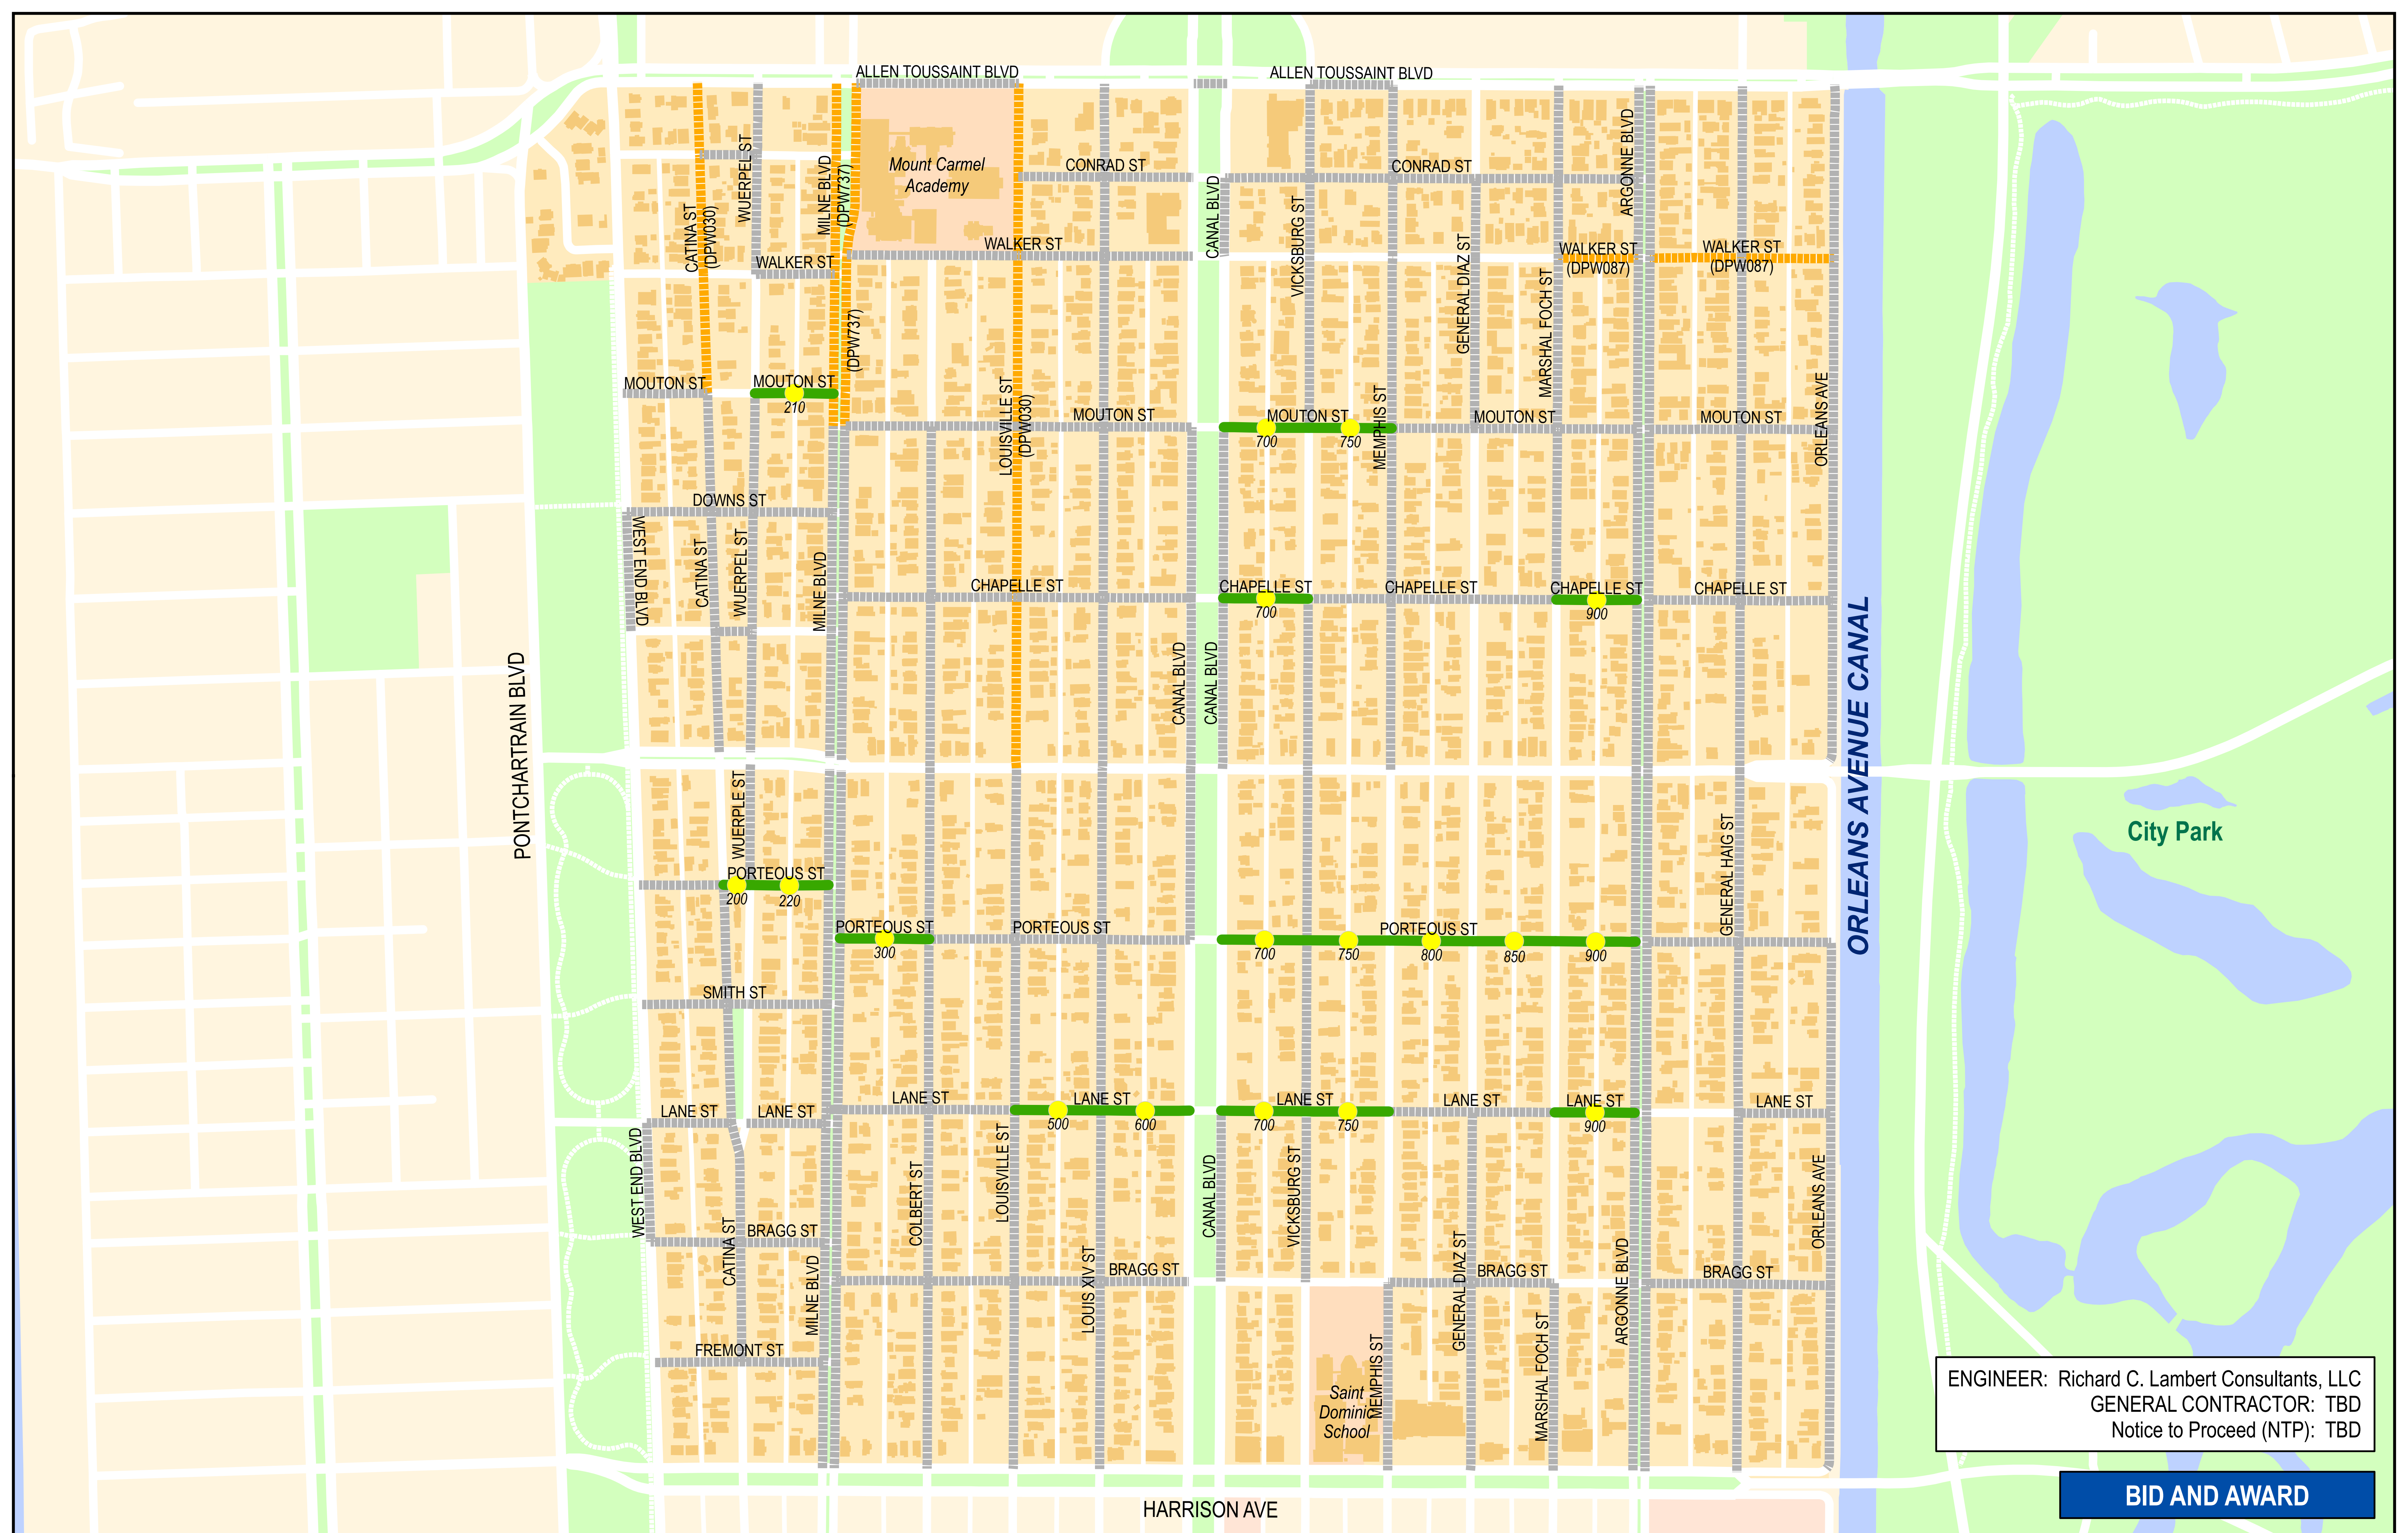 ALLEN TOUSSAINT BLVD
ALLEN TOUSSAINT BLVD
Mount Carmel
Academy
CONRAD ST
CONRAD ST
WUERPEL ST
MILNE BLVD
(DPW737)
CATINA ST
(DPW030)
CANAL BLVD
VICKSBURG ST
ARGONNE BLVD
WALKER ST
WALKER ST
WALKER ST
(DPW087)
WALKER ST
(DPW087)
GENERAL DIAZ ST
MARSHAL FOCH ST
(DPW737)
MOUTON ST
MOUTON ST
210
LOUISVILLE ST
(DPW030)
MOUTON ST
MOUTON ST
700
750
MEMPHIS ST
MOUTON ST
MOUTON ST
ORLEANS AVE
DOWNS ST
WEST END BLVD
CATINA ST
WUERPEL ST
MILNE BLVD
CHAPELLE ST
CHAPELLE ST
700
CHAPELLE ST
CHAPELLE ST
900
CHAPELLE ST
CANAL BLVD
CANAL BLVD
PONTCHARTRAIN BLVD
ORLEANS AVENUE CANAL
City Park
WUERPLE ST
PORTEOUS ST
200
220
GENERAL HAIG ST
PORTEOUS ST
300
PORTEOUS ST
PORTEOUS ST
700
750
800
850
900
SMITH ST
LANE ST
LANE ST
LANE ST
LANE ST
500
600
LANE ST
700
750
LANE ST
LANE ST
900
LANE ST
WEST END BLVD
CATINA ST
BRAGG ST
MILNE BLVD
COLBERT ST
LOUISVILLE ST
LOUIS XIV ST
BRAGG ST
CANAL BLVD
VICKSBURG ST
GENERAL DIAZ ST
BRAGG ST
MARSHAL FOCH ST
ARGONNE BLVD
BRAGG ST
ORLEANS AVE
FREMONT ST
MEMPHIS ST
Saint
Dominic
School
HARRISON AVE
ENGINEER: Richard C. Lambert Consultants, LLC
GENERAL CONTRACTOR: TBD
Notice to Proceed (NTP): TBD
BID AND AWARD